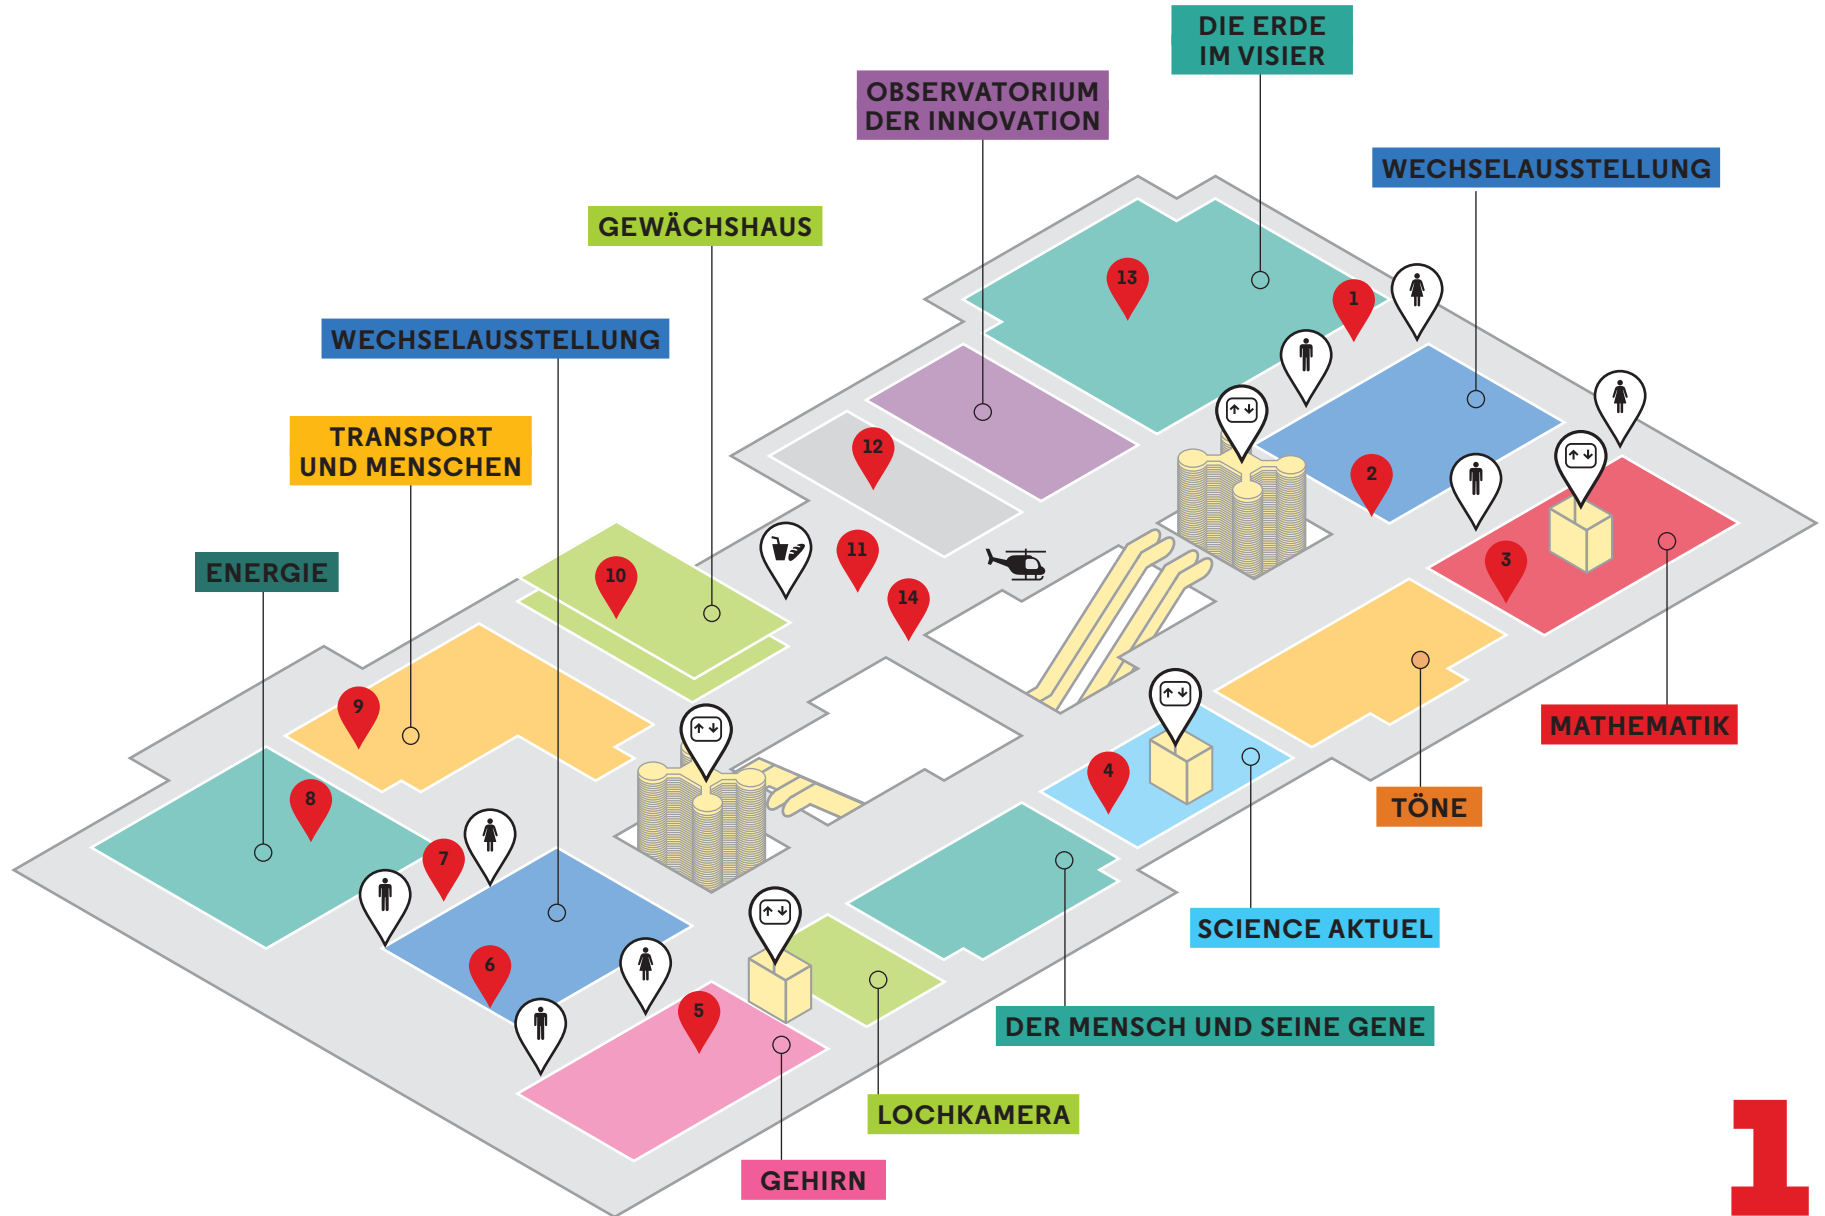 DIE ERDE
IM VISIER
OBSERVATORIUM
DER INNOVATION
WECHSELAUSSTELLUNG
GEWÄCHSHAUS
13
1
WECHSELAUSSTELLUNG
TRANSPORT
UND MENSCHEN
12
2
11
3
ENERGIE
10
14
9
MATHEMATIK
4
8
TÖNE
7
SCIENCE AKTUEL
6
5
DER MENSCH UND SEINE GENE
LOCHKAMERA
GEHIRN
1